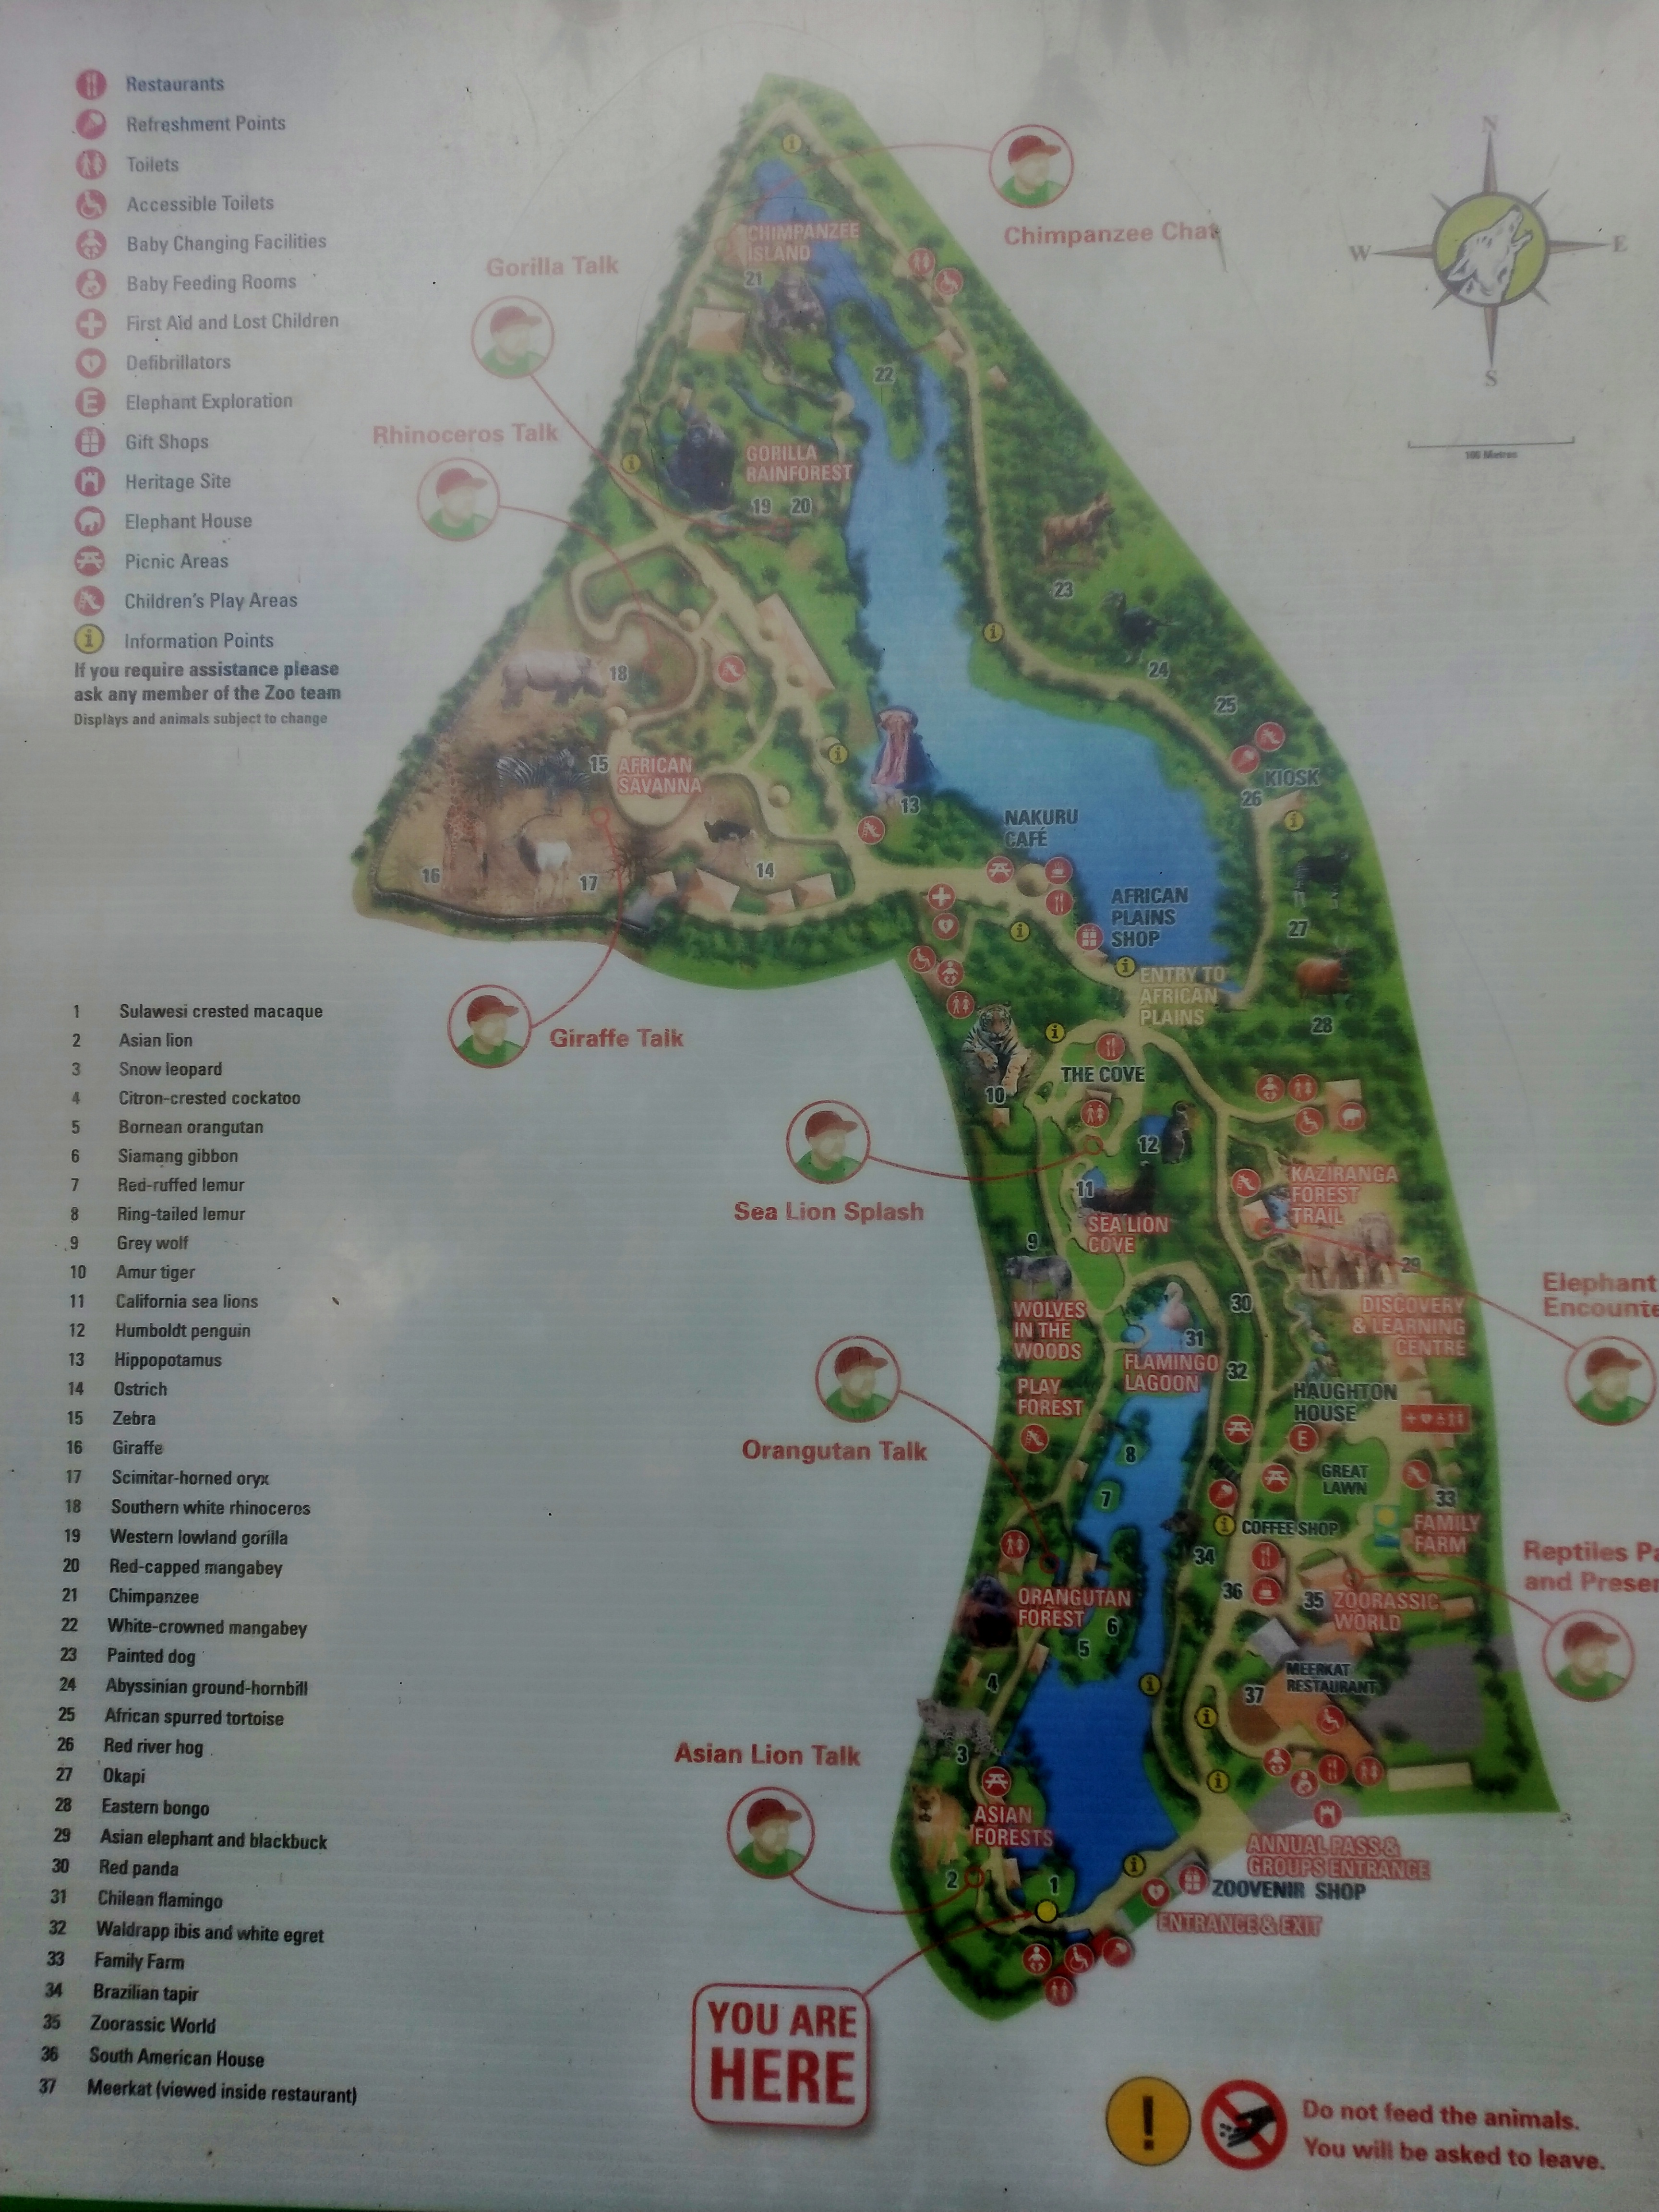 Restaurants
Refreshment Points
Toilets
Accessible Toilets
Baby Changing Facilities
Baby Feeding Rooms
First Aid and Lost Children
Defibrillators
E Elephant Exploration
Gift Shops
Heritage Site
Elephant House
Picnic Areas
Children's Play Areas
i Information Points
If you require assistance please
ask any member of the Zoo team
Displays and animals subject to change
N
W
E
S
100 Metres
Chimpanzee Chat
Gorilla Talk
Rhinoceros Talk
CHIMPANZEE
ISLAND
21
22
GORILLA
RAINFOREST
19 20
23
24
25
18
15 AFRICAN
SAVANNA
16
17
14
13
KIOSK
26
NAKURU
CAFÉ
AFRICAN
PLAINS
SHOP
27
ENTRY TO
AFRICAN
PLAINS
28
Giraffe Talk
THE COVE
10
12
Sea Lion Splash
11
SEA LION
COVE
KAZIRANGA
FOREST
TRAIL
9
29
30
WOLVES
IN THE
WOODS
31
DISCOVERY
& LEARNING
CENTRE
Elephant
FLAMINGO
LAGOON
32
PLAY
FOREST
HAUGHTON
HOUSE
E
Orangutan Talk
8
7
GREAT
LAWN
33
FAMILY
FARM
COFFEE SHOP
34
36
35 ZOORASSIC
WORLD
Reptiles
and
ORANGUTAN
FOREST
6
5
4
MEERKAT
RESTAURANT
37
3
Asian Lion Talk
ASIAN
FORESTS
2
1
ANNUAL PASS &
GROUPS ENTRANCE
ZOOVENIR SHOP
ENTRANCE & EXIT
YOU ARE
HERE
1 Sulawesi crested macaque
2 Asian lion
3 Snow leopard
4 Citron-crested cockatoo
5 Bornean orangutan
6 Siamang gibbon
7 Red-ruffed lemur
8 Ring-tailed lemur
9 Grey wolf
10 Amur tiger
11 California sea lions
12 Humboldt penguin
13 Hippopotamus
14 Ostrich
15 Zebra
16 Giraffe
17 Scimitar-horned oryx
18 Southern white rhinoceros
19 Western lowland gorilla
20 Red-capped mangabey
21 Chimpanzee
22 White-crowned mangabey
23 Painted dog
24 Abyssinian ground-hornbill
25 African spurred tortoise
26 Red river hog
27 Okapi
28 Eastern bongo
29 Asian elephant and blackbuck
30 Red panda
31 Chilean flamingo
32 Waldrapp ibis and white egret
33 Family Farm
34 Brazilian tapir
35 Zoorassic World
36 South American House
37 Meerkat (viewed inside restaurant)
!
Do not feed the animals.
You will be asked to leave.